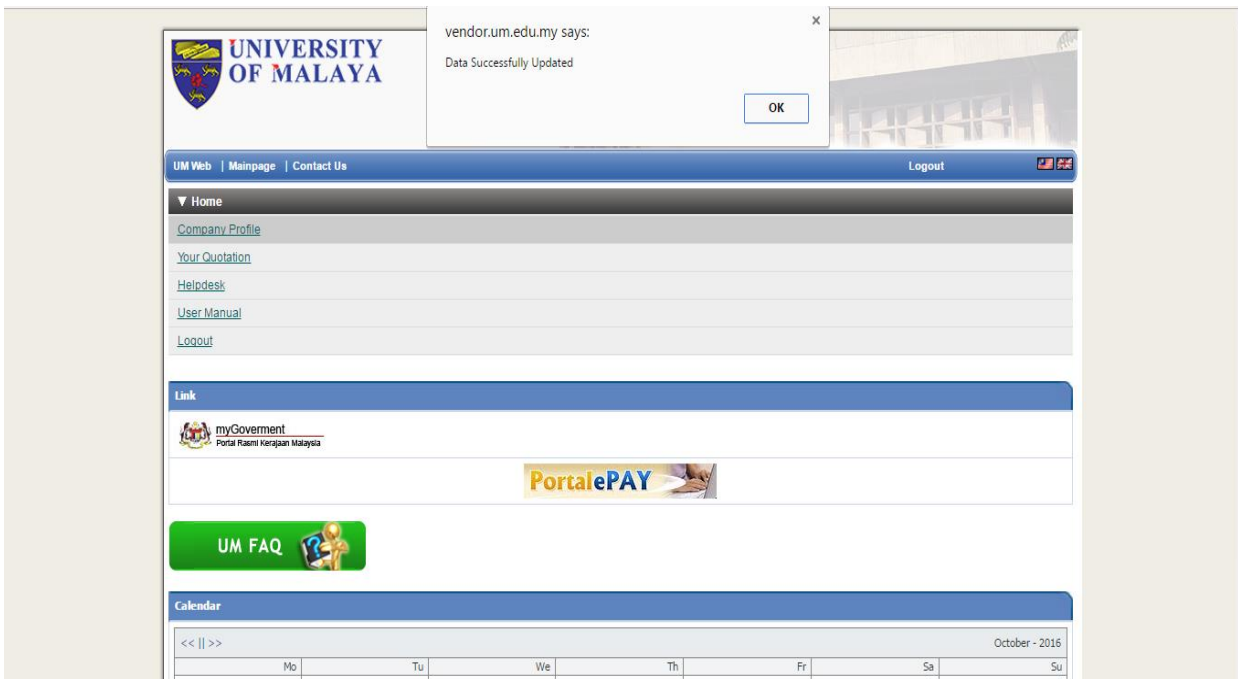 vendor.um.edu.my says:
Data Successfully Updated
OK
UNIVERSITY
OF MALAYA
UM Web | Mainpage | Contact Us
Logout
▼ Home
Company Profile
Your Quotation
Helpdesk
User Manual
Logout
Link
myGoverment
Portal Rasmi Kerajaan Malaysia
PortalePAY
UM FAQ
Calendar
<< || >> October - 2016
Mo Tu We Th Fr Sa Su